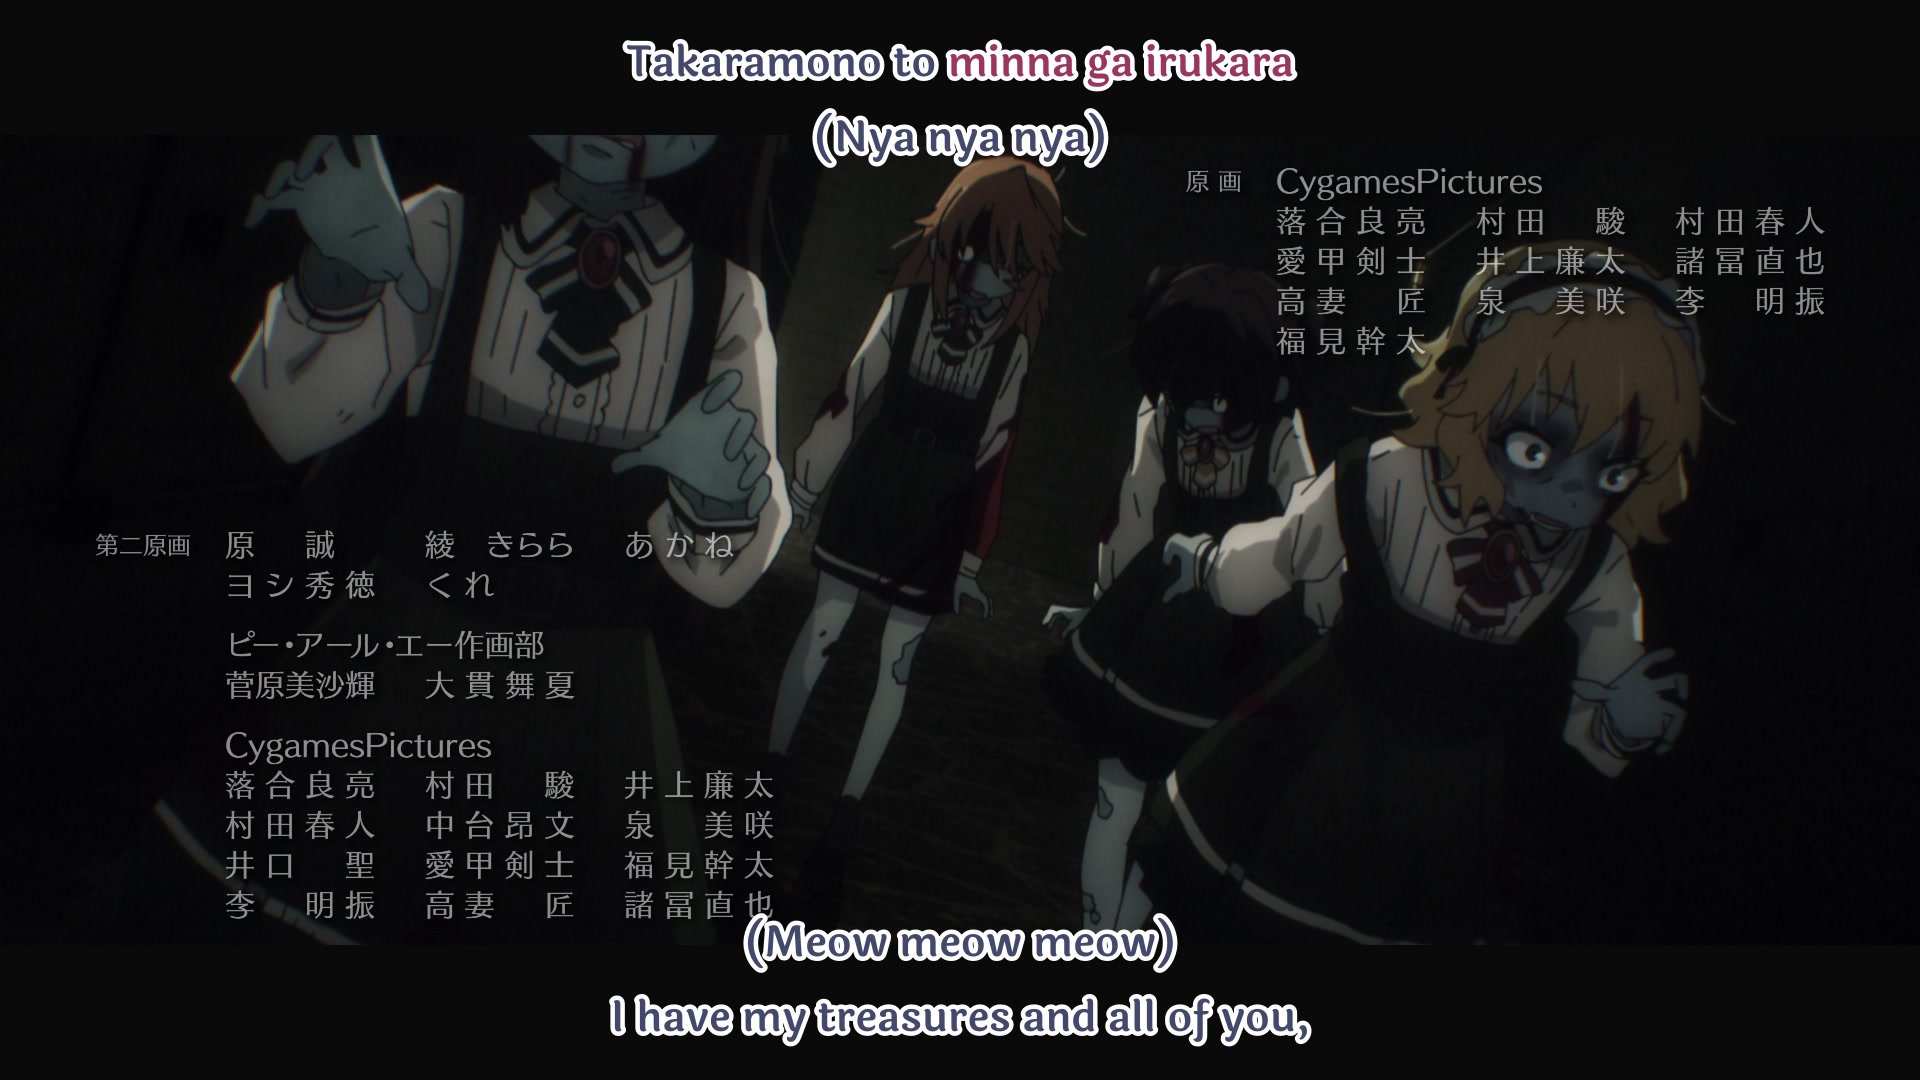 Takaramono to minna ga irukara
(Nya nya nya)
原画 CygamesPictures
落合良亮 村田 駿 村田春人
愛甲剣士 井上廉太 諸冨直也
高妻 匠 泉 美咲 李 明振
福見幹太
第二原画 原 誠 綾 きらら あかね
ヨシ秀徳 くれ
ピー・アール・エー作画部
菅原美沙輝 大貫舞夏
CygamesPictures
落合良亮 村田 駿 井上廉太
村田春人 中台昂文 泉 美咲
井口 聖 愛甲剣士 福見幹太
李 明振 高妻 匠 諸冨直也
(Meow meow meow)
I have my treasures and all of you,